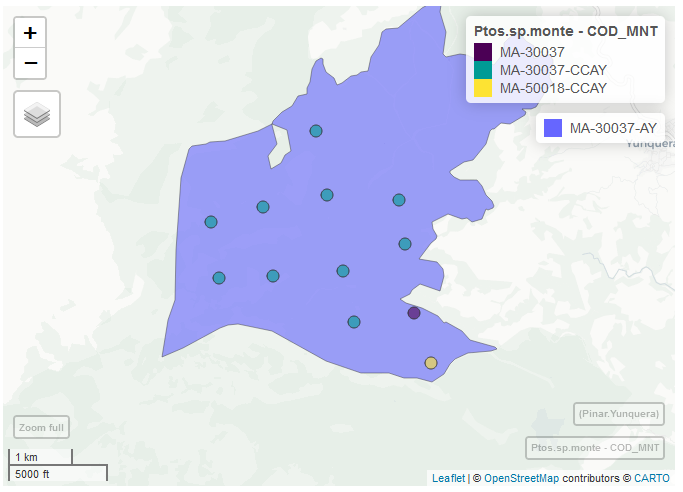 +
−
Ptos.sp.monte - COD_MNT
MA-30037
MA-30037-CCAY
MA-50018-CCAY
MA-30037-AY
Yunquera
Zoom full
(Pinar.Yunquera)
Ptos.sp.monte - COD_MNT
1 km
5000 ft
Leaflet | © OpenStreetMap contributors © CARTO